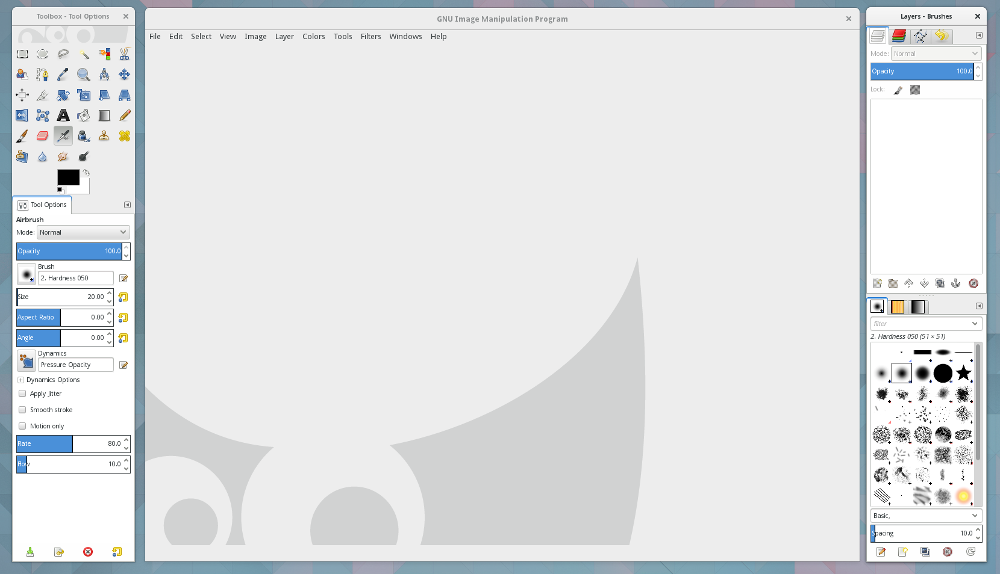 Toolbox - Tool Options
Tool Options
Airbrush
Mode: Normal
Opacity 100.0
Brush
2. Hardness 050
Size 20.00
Aspect Ratio 0.00
Angle 0.00
Dynamics
Pressure Opacity
Dynamics Options
Apply Jitter
Smooth stroke
Motion only
Rate 80.0
Flow 10.0
GNU Image Manipulation Program
File Edit Select View Image Layer Colors Tools Filters Windows Help
Layers - Brushes
Mode: Normal
Opacity 100.0
Lock:
filter
2. Hardness 050 (51 × 51)
Basic,
Spacing 10.0